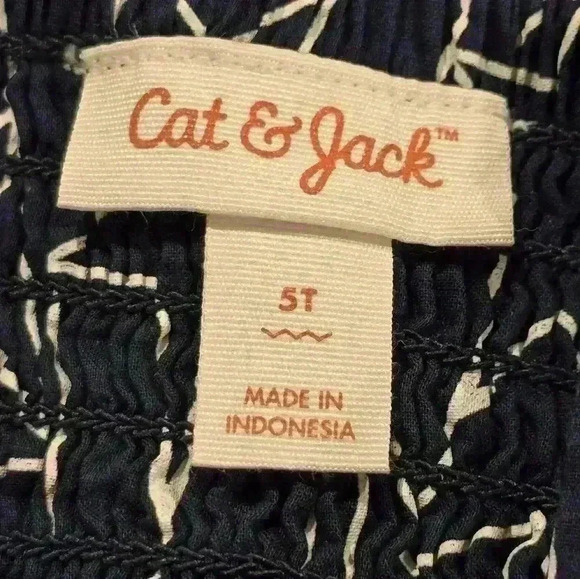 Cat & Jack™
5T
MADE IN
INDONESIA